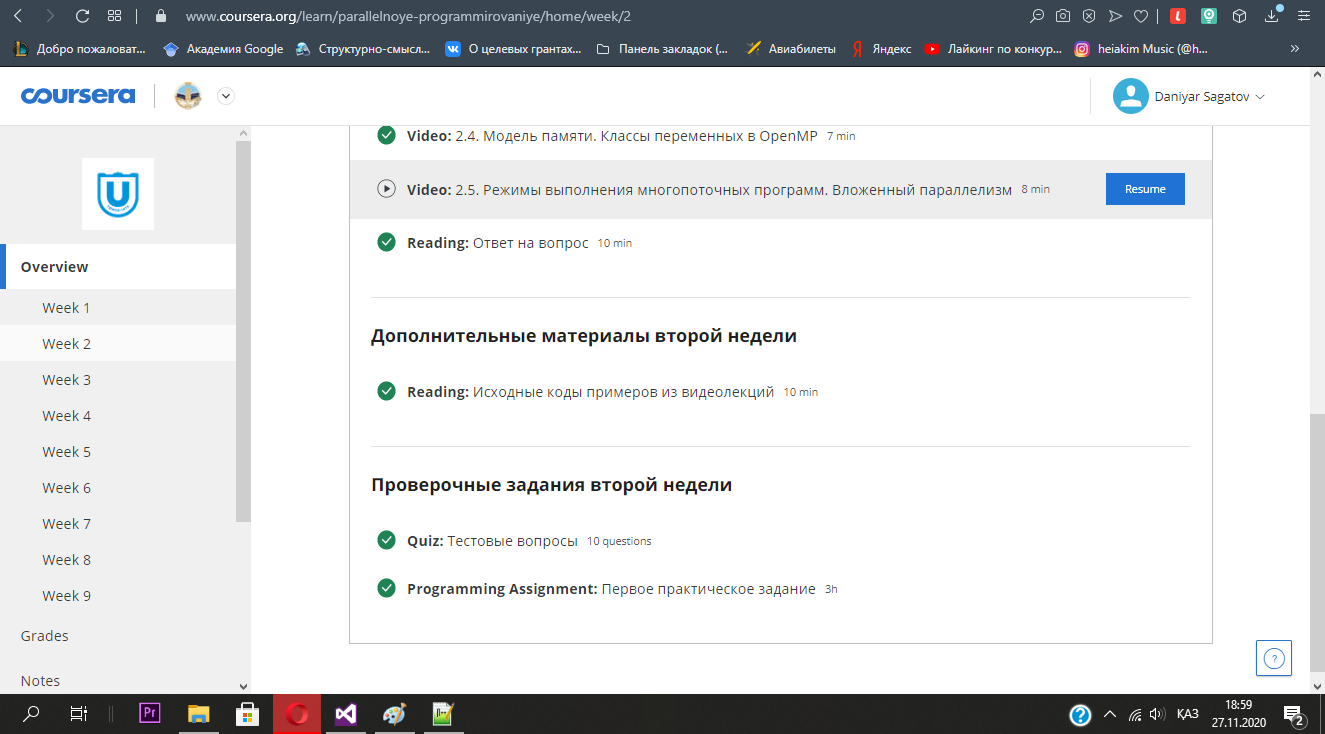 www.coursera.org/learn/parallelnoye-programmirovaniye/home/week/2
Добро пожаловат...
Академия Google
Структурно-смысл...
О целевых грантах...
Панель закладок (...
Авиабилеты
Яндекс
Лайкинг по конкур...
heiakim Music (@h...
»
coursera
Daniyar Sagatov
Overview
Week 1
Week 2
Week 3
Week 4
Week 5
Week 6
Week 7
Week 8
Week 9
Grades
Notes
Video: 2.4. Модель памяти. Классы переменных в OpenMP 7 min
Video: 2.5. Режимы выполнения многопоточных программ. Вложенный параллелизм 8 min
Resume
Reading: Ответ на вопрос 10 min
Дополнительные материалы второй недели
Reading: Исходные коды примеров из видеолекций 10 min
Проверочные задания второй недели
Quiz: Тестовые вопросы 10 questions
Programming Assignment: Первое практическое задание 3h
?
Pr
?
ҚАЗ
18:59
27.11.2020
2